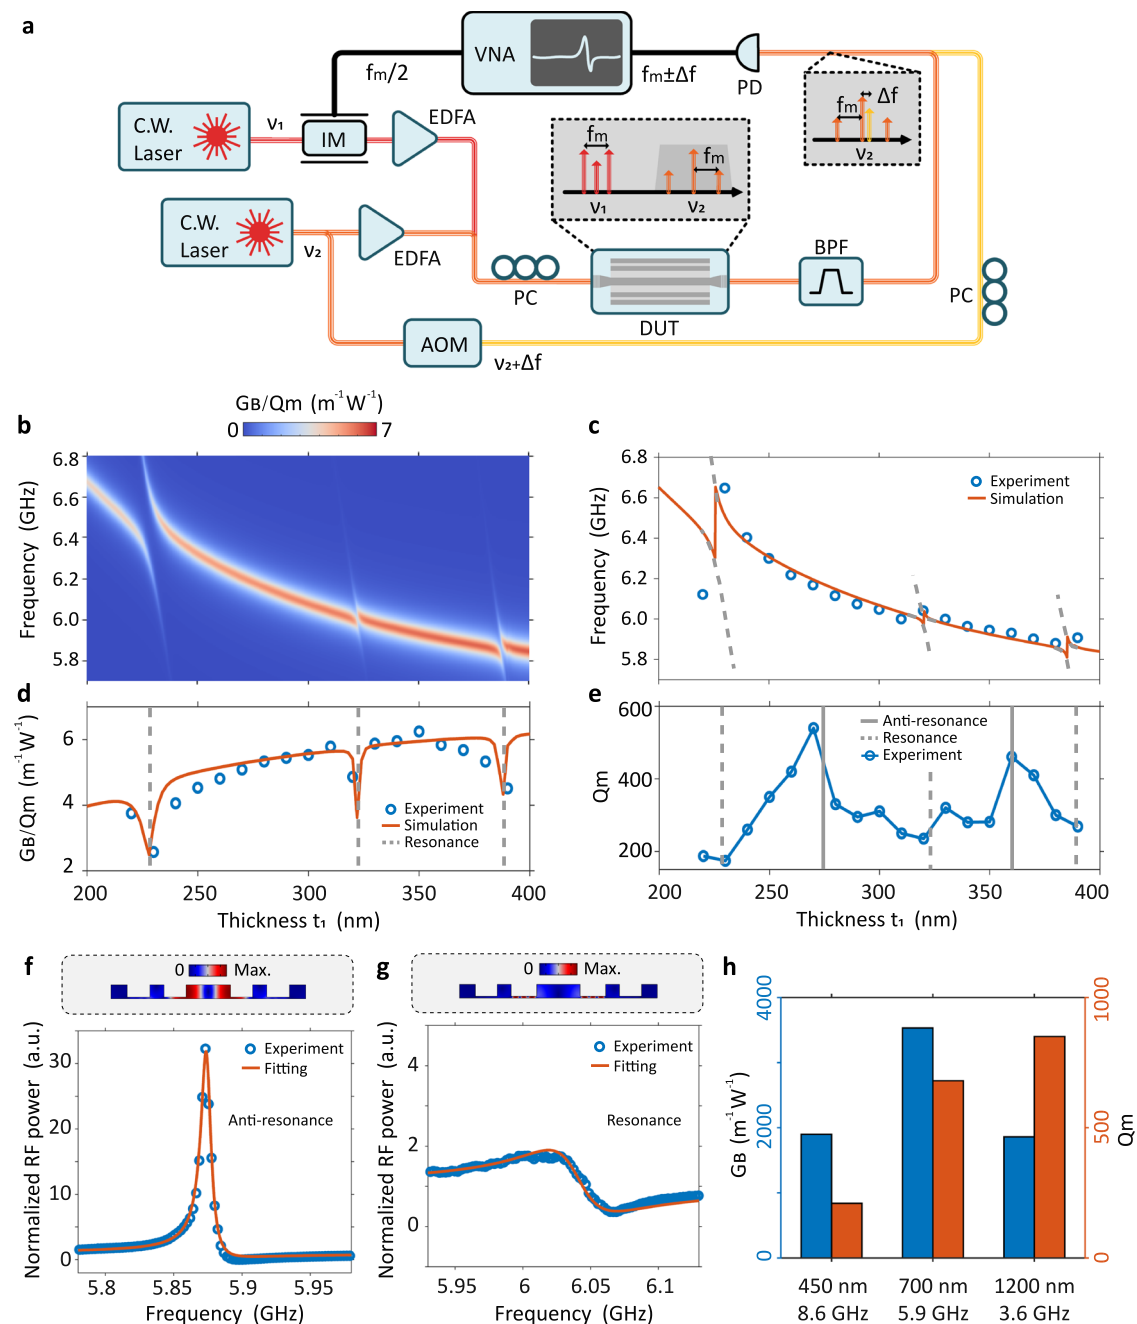 a
VNA
fm/2
fm±Δf
PD
C.W.
Laser
ν₁
IM
EDFA
fm
Δf
ν₂
fm
fm
ν₁
ν₂
C.W.
Laser
ν₂
EDFA
PC
DUT
BPF
PC
AOM
ν₂+Δf
b
GB/Qm (m⁻¹W⁻¹)
0
7
Frequency (GHz)
6.8
6.6
6.4
6.2
6.0
5.8
c
Frequency (GHz)
6.8
6.6
6.4
6.2
6.0
5.8
Experiment
Simulation
d
GB/Qm (m⁻¹W⁻¹)
6
4
2
Experiment
Simulation
Resonance
200
250
300
350
400
Thickness t₁ (nm)
e
Qm
600
400
200
Anti-resonance
Resonance
Experiment
200
250
300
350
400
Thickness t₁ (nm)
f
0
Max.
Normalized RF power (a.u.)
30
20
10
0
Experiment
Fitting
Anti-resonance
5.8
5.85
5.9
5.95
Frequency (GHz)
g
0
Max.
Normalized RF power (a.u.)
4
2
0
Experiment
Fitting
Resonance
5.95
6
6.05
6.1
Frequency (GHz)
h
GB (m⁻¹W⁻¹)
4000
2000
0
1000
500
0
Qm
450 nm
8.6 GHz
700 nm
5.9 GHz
1200 nm
3.6 GHz